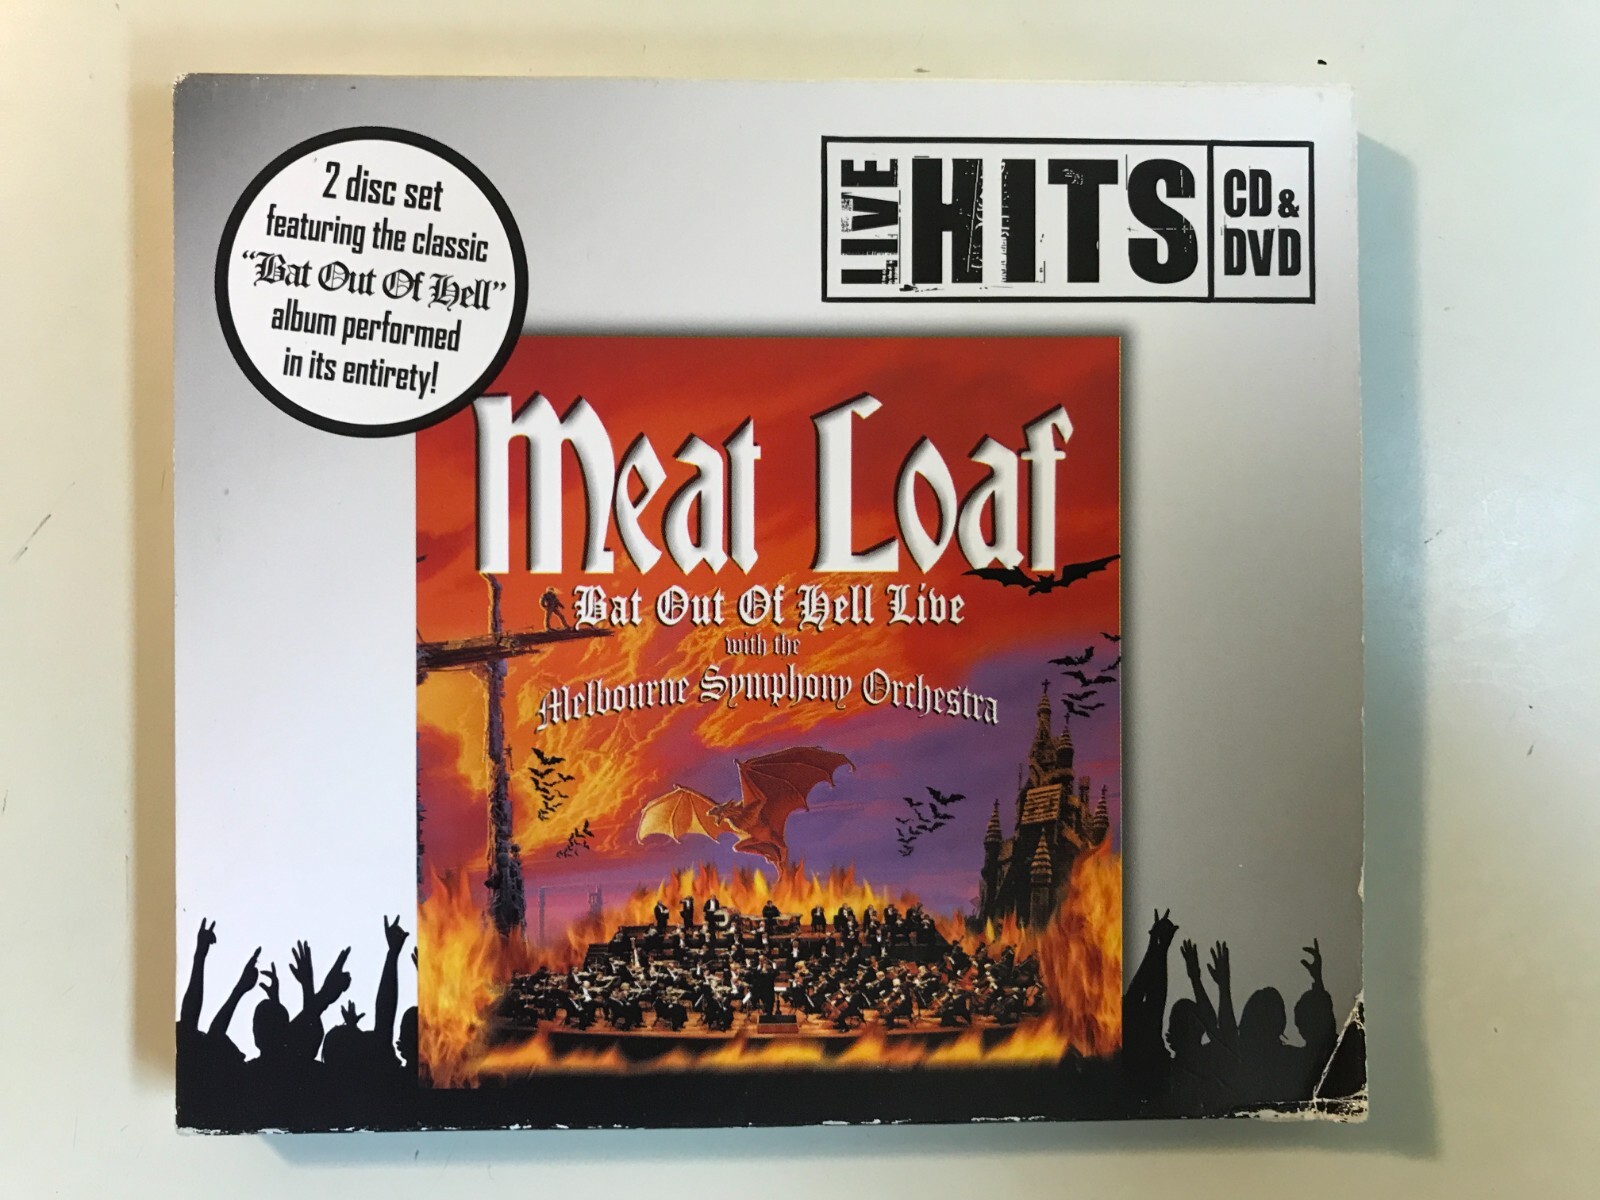 2 disc set
featuring the classic
"Bat Out Of Hell"
album performed
in its entirety!
LIVE
HITS
CD &
DVD
Meat Loaf
Bat Out Of Hell Live
with the
Melbourne Symphony Orchestra